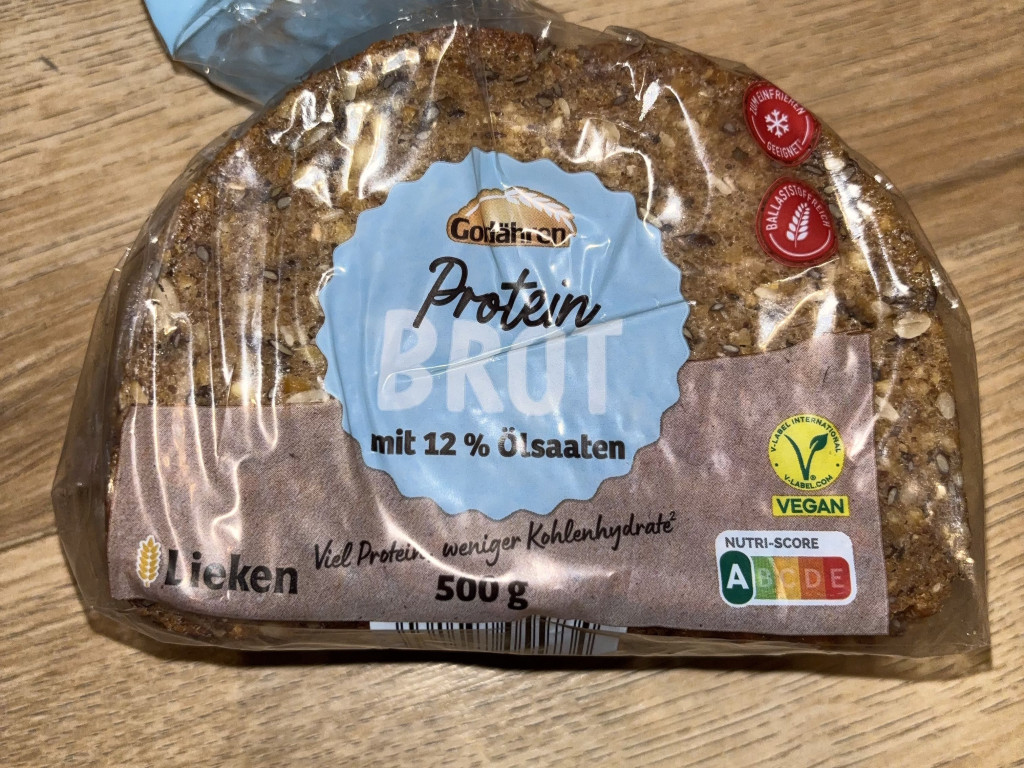 ZUM EINFRIEREN
GEEIGNET
BALLASTSTOFFREICH
Goldähren
Protein
BROT
mit 12 % Ölsaaten
V-LABEL INTERNATIONAL
V-LABEL.COM
VEGAN
Lieken
Viel Protein, weniger Kohlenhydrate²
500 g
NUTRI-SCORE
A B C D E